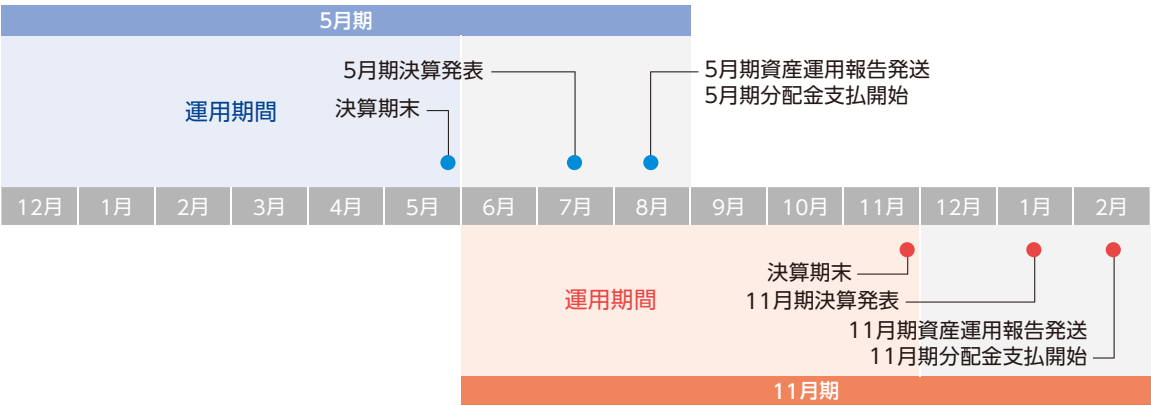 5月期
5月期決算発表
5月期資産運用報告発送
5月期分配金支払開始
運用期間
決算期末
12月 1月 2月 3月 4月 5月 6月 7月 8月 9月 10月 11月 12月 1月 2月
決算期末
運用期間
11月期決算発表
11月期資産運用報告発送
11月期分配金支払開始
11月期